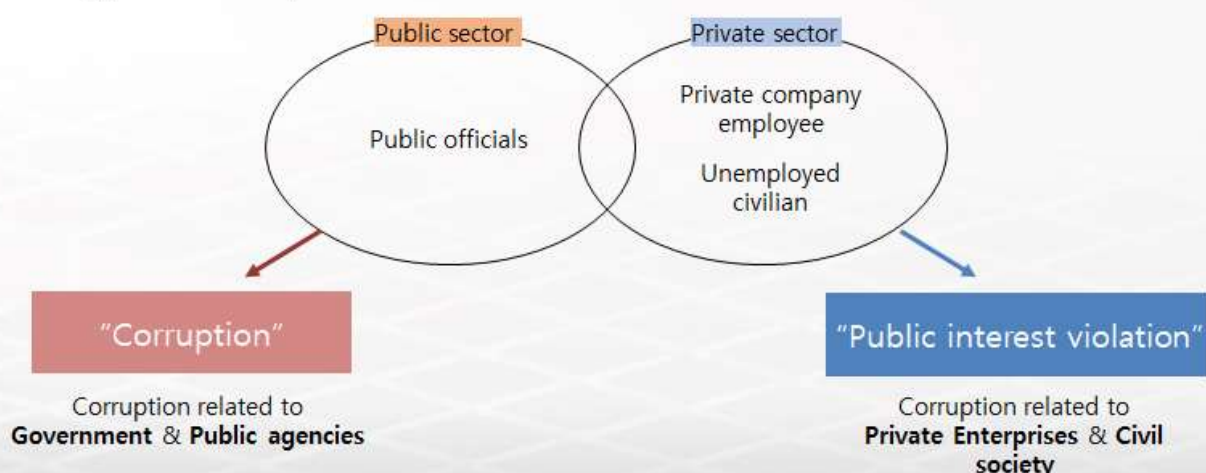 Public sector
Private sector
Public officials
Private company
employee
Unemployed
civilian
"Corruption"
"Public interest violation"
Corruption related to
Government & Public agencies
Corruption related to
Private Enterprises & Civil
society